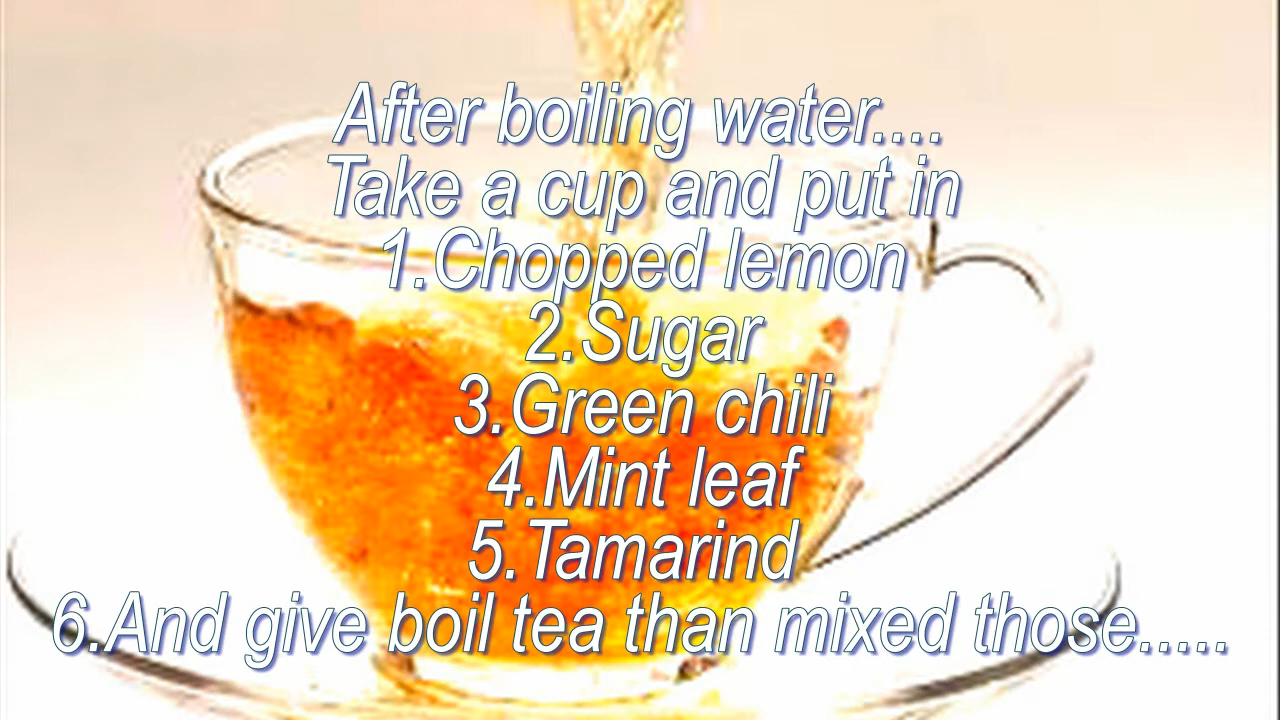 After boiling water....
Take a cup and put in
1.Chopped lemon
2.Sugar
3.Green chili
4.Mint leaf
5.Tamarind
6.And give boil tea than mixed those.....